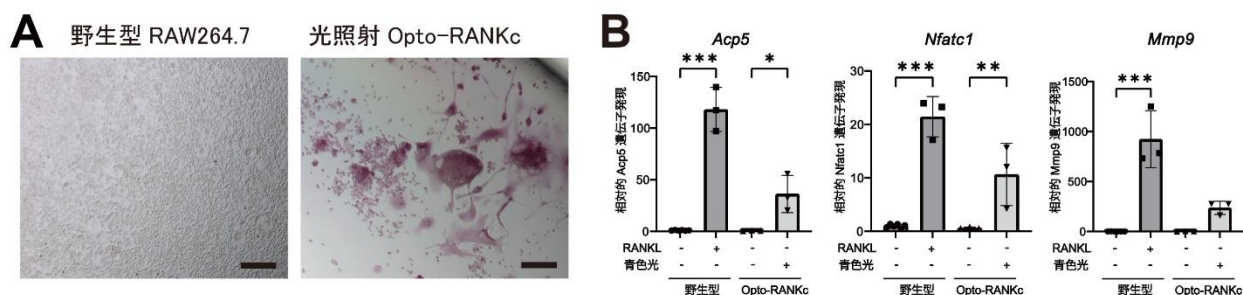 A
野生型 RAW264.7
光照射 Opto-RANKc
B
Acp5
*** *
相対的 Acp5 遺伝子発現
150
100
50
0
RANKL - + - -
青色光 - - - +
野生型 Opto-RANKc
Nfatc1
*** **
相対的 Nfatc1 遺伝子発現
30
20
10
0
RANKL - + - -
青色光 - - - +
野生型 Opto-RANKc
Mmp9
***
相対的 Mmp9 遺伝子発現
1500
1000
500
0
RANKL - + - -
青色光 - - - +
野生型 Opto-RANKc